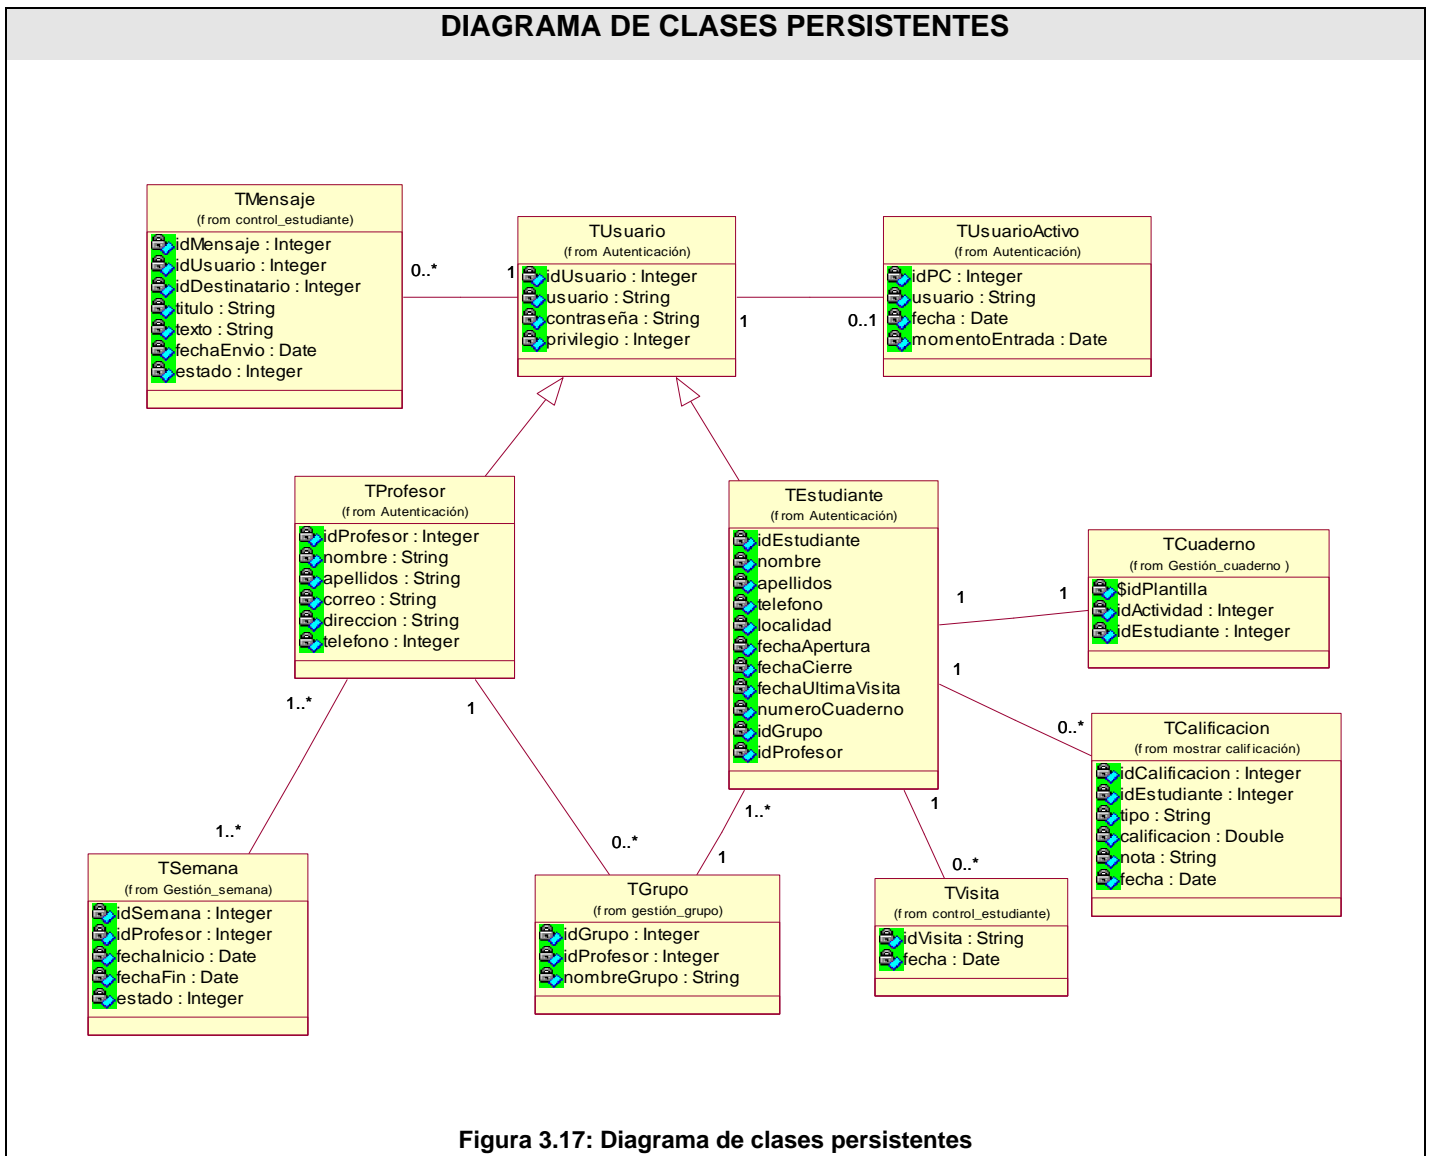 DIAGRAMA DE CLASES PERSISTENTES
TMensaje
(from control_estudiante)
idMensaje : Integer
idUsuario : Integer
idDestinatario : Integer
titulo : String
texto : String
fechaEnvio : Date
estado : Integer
0..*
1
TUsuario
(from Autenticación)
idUsuario : Integer
usuario : String
contraseña : String
privilegio : Integer
1
0..1
TUsuarioActivo
(from Autenticación)
idPC : Integer
usuario : String
fecha : Date
momentoEntrada : Date
TProfesor
(from Autenticación)
idProfesor : Integer
nombre : String
apellidos : String
correo : String
direccion : String
telefono : Integer
TEstudiante
(from Autenticación)
idEstudiante
nombre
apellidos
telefono
localidad
fechaApertura
fechaCierre
fechaUltimaVisita
numeroCuaderno
idGrupo
idProfesor
1
1
TCuaderno
(from Gestión_cuaderno )
$idPlantilla
idActividad : Integer
idEstudiante : Integer
1
0..*
TCalificacion
(from mostrar calificación)
idCalificacion : Integer
idEstudiante : Integer
tipo : String
calificacion : Double
nota : String
fecha : Date
1..*
1
1..*
1
1..*
0..*
1
0..*
TSemana
(from Gestión_semana)
idSemana : Integer
idProfesor : Integer
fechaInicio : Date
fechaFin : Date
estado : Integer
TGrupo
(from gestión_grupo)
idGrupo : Integer
idProfesor : Integer
nombreGrupo : String
TVisita
(from control_estudiante)
idVisita : String
fecha : Date
Figura 3.17: Diagrama de clases persistentes